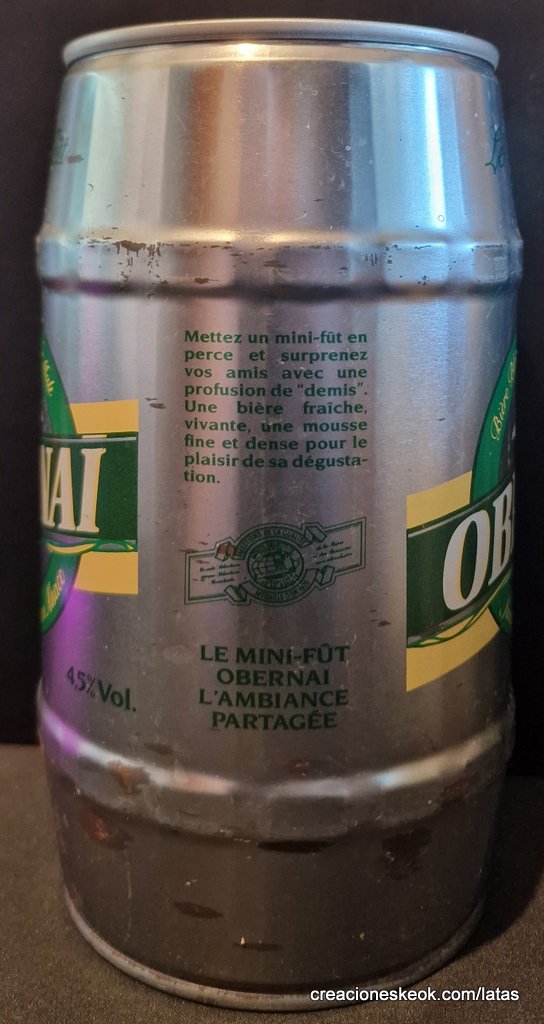 Mettez un mini-fût en
perce et surprenez
vos amis avec une
profusion de "demis".
Une bière fraîche,
vivante, une mousse
fine et dense pour le
plaisir de sa dégusta-
tion.
LE MINI-FÛT
OBERNAI
L'AMBIANCE
PARTAGÉE
NAI
4,5% Vol.
Bière
OB
creacioneskeok.com/latas